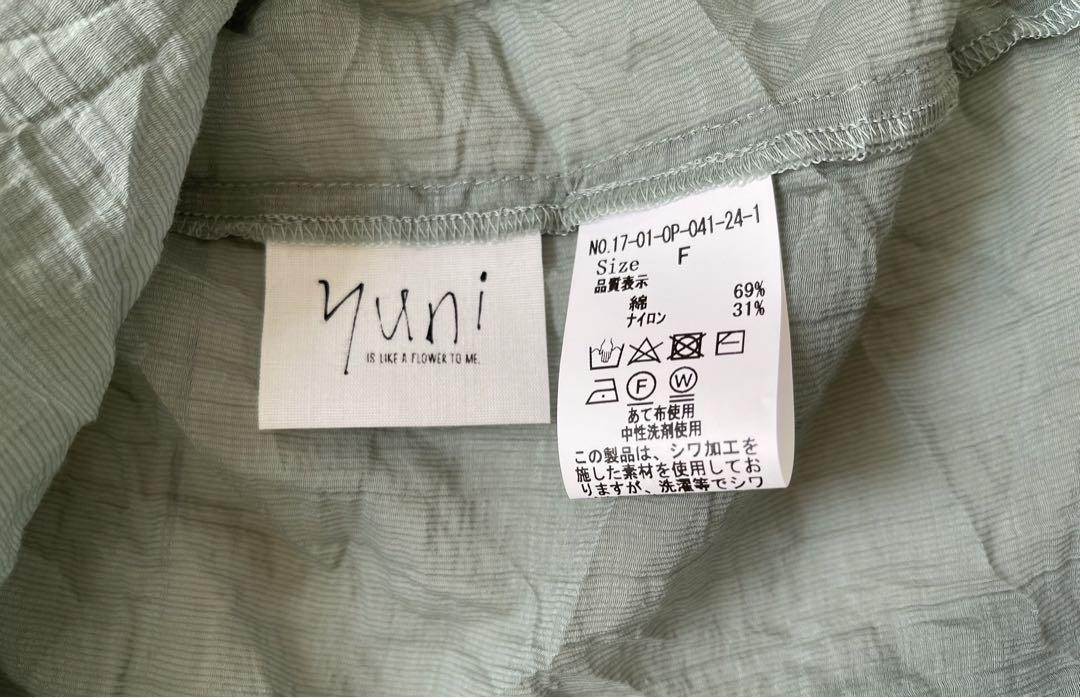 yuni
IS LIKE A FLOWER TO ME.
NO.17-01-OP-041-24-1
Size F
品質表示
綿 69%
ナイロン 31%
F W
あて布使用
中性洗剤使用
この製品は、シワ加工を
施した素材を使用してお
りますが、洗濯等でシワ